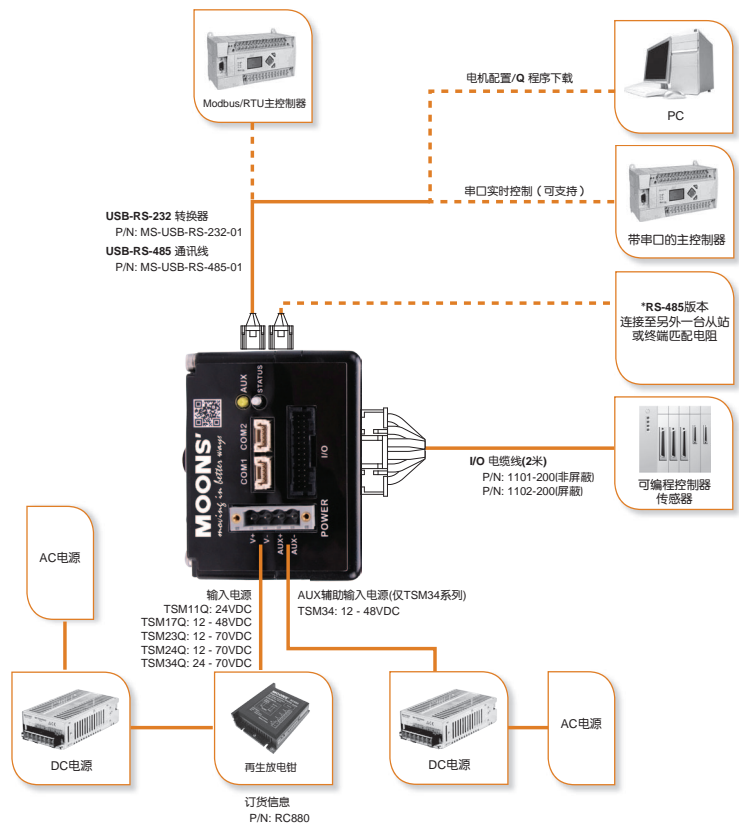 Modbus/RTU主控制器
电机配置/Q 程序下载
PC
串口实时控制（可支持）
带串口的主控制器
USB-RS-232 转换器
P/N: MS-USB-RS-232-01
USB-RS-485 通讯线
P/N: MS-USB-RS-485-01
*RS-485版本
连接至另外一台从站
或终端匹配电阻
MOONS'
moving in better ways
AUX
STATUS
COM1
COM2
I/O
POWER
V+
V-
AUX+
AUX-
I/O 电缆线(2米)
P/N: 1101-200(非屏蔽)
P/N: 1102-200(屏蔽)
可编程控制器
传感器
AC电源
输入电源
TSM11Q: 24VDC
TSM17Q: 12 - 48VDC
TSM23Q: 12 - 70VDC
TSM24Q: 12 - 70VDC
TSM34Q: 24 - 70VDC
AUX辅助输入电源(仅TSM34系列)
TSM34: 12 - 48VDC
DC电源
再生放电钳
DC电源
AC电源
订货信息
P/N: RC880